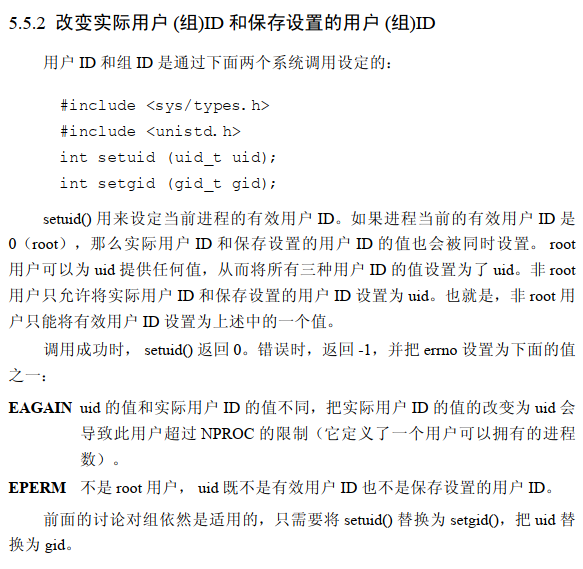 5.5.2 改变实际用户 (组)ID 和保存设置的用户 (组)ID
用户 ID 和组 ID 是通过下面两个系统调用设定的：
#include <sys/types.h>
#include <unistd.h>
int setuid (uid_t uid);
int setgid (gid_t gid);
setuid() 用来设定当前进程的有效用户 ID。如果进程当前的有效用户 ID 是
0（root），那么实际用户 ID 和保存设置的用户 ID 的值也会被同时设置。 root
用户可以为 uid 提供任何值，从而将所有三种用户 ID 的值设置为了 uid。非 root
用户只允许将实际用户 ID 和保存设置的用户 ID 设置为 uid。也就是，非 root 用
户只能将有效用户 ID 设置为上述中的一个值。
调用成功时， setuid() 返回 0。错误时，返回 -1，并把 errno 设置为下面的值
之一：
EAGAIN uid 的值和实际用户 ID 的值不同，把实际用户 ID 的值的改变为 uid 会
导致此用户超过 NPROC 的限制（它定义了一个用户可以拥有的进程
数）。
EPERM 不是 root 用户， uid 既不是有效用户 ID 也不是保存设置的用户 ID。
前面的讨论对组依然是适用的，只需要将 setuid() 替换为 setgid()，把 uid 替
换为 gid。